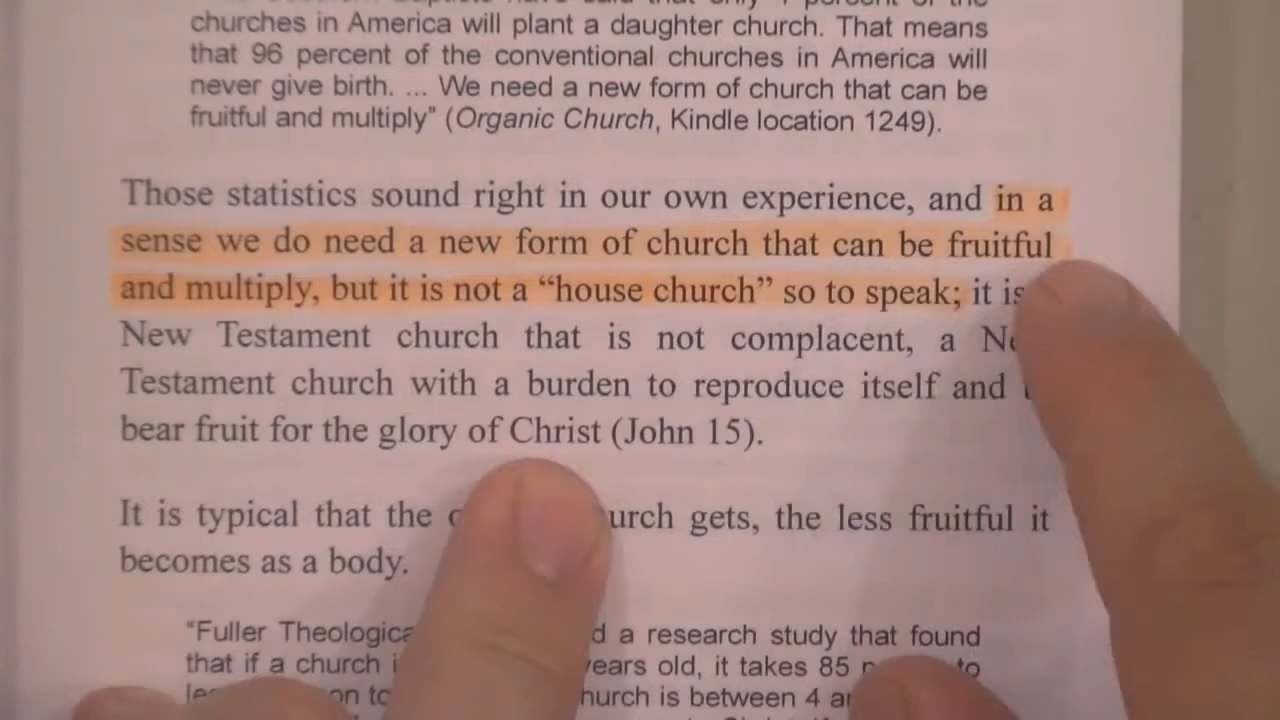 churches in America will plant a daughter church. That means
that 96 percent of the conventional churches in America will
never give birth. ... We need a new form of church that can be
fruitful and multiply" (Organic Church, Kindle location 1249).
Those statistics sound right in our own experience, and in a
sense we do need a new form of church that can be fruitful
and multiply, but it is not a “house church” so to speak; it is
New Testament church that is not complacent, a
Testament church with a burden to reproduce itself and
bear fruit for the glory of Christ (John 15).
It is typical that the gets, the less fruitful it
becomes as a body.
"Fuller a research study that found
that if a church years old, it takes 85 to
is between 4